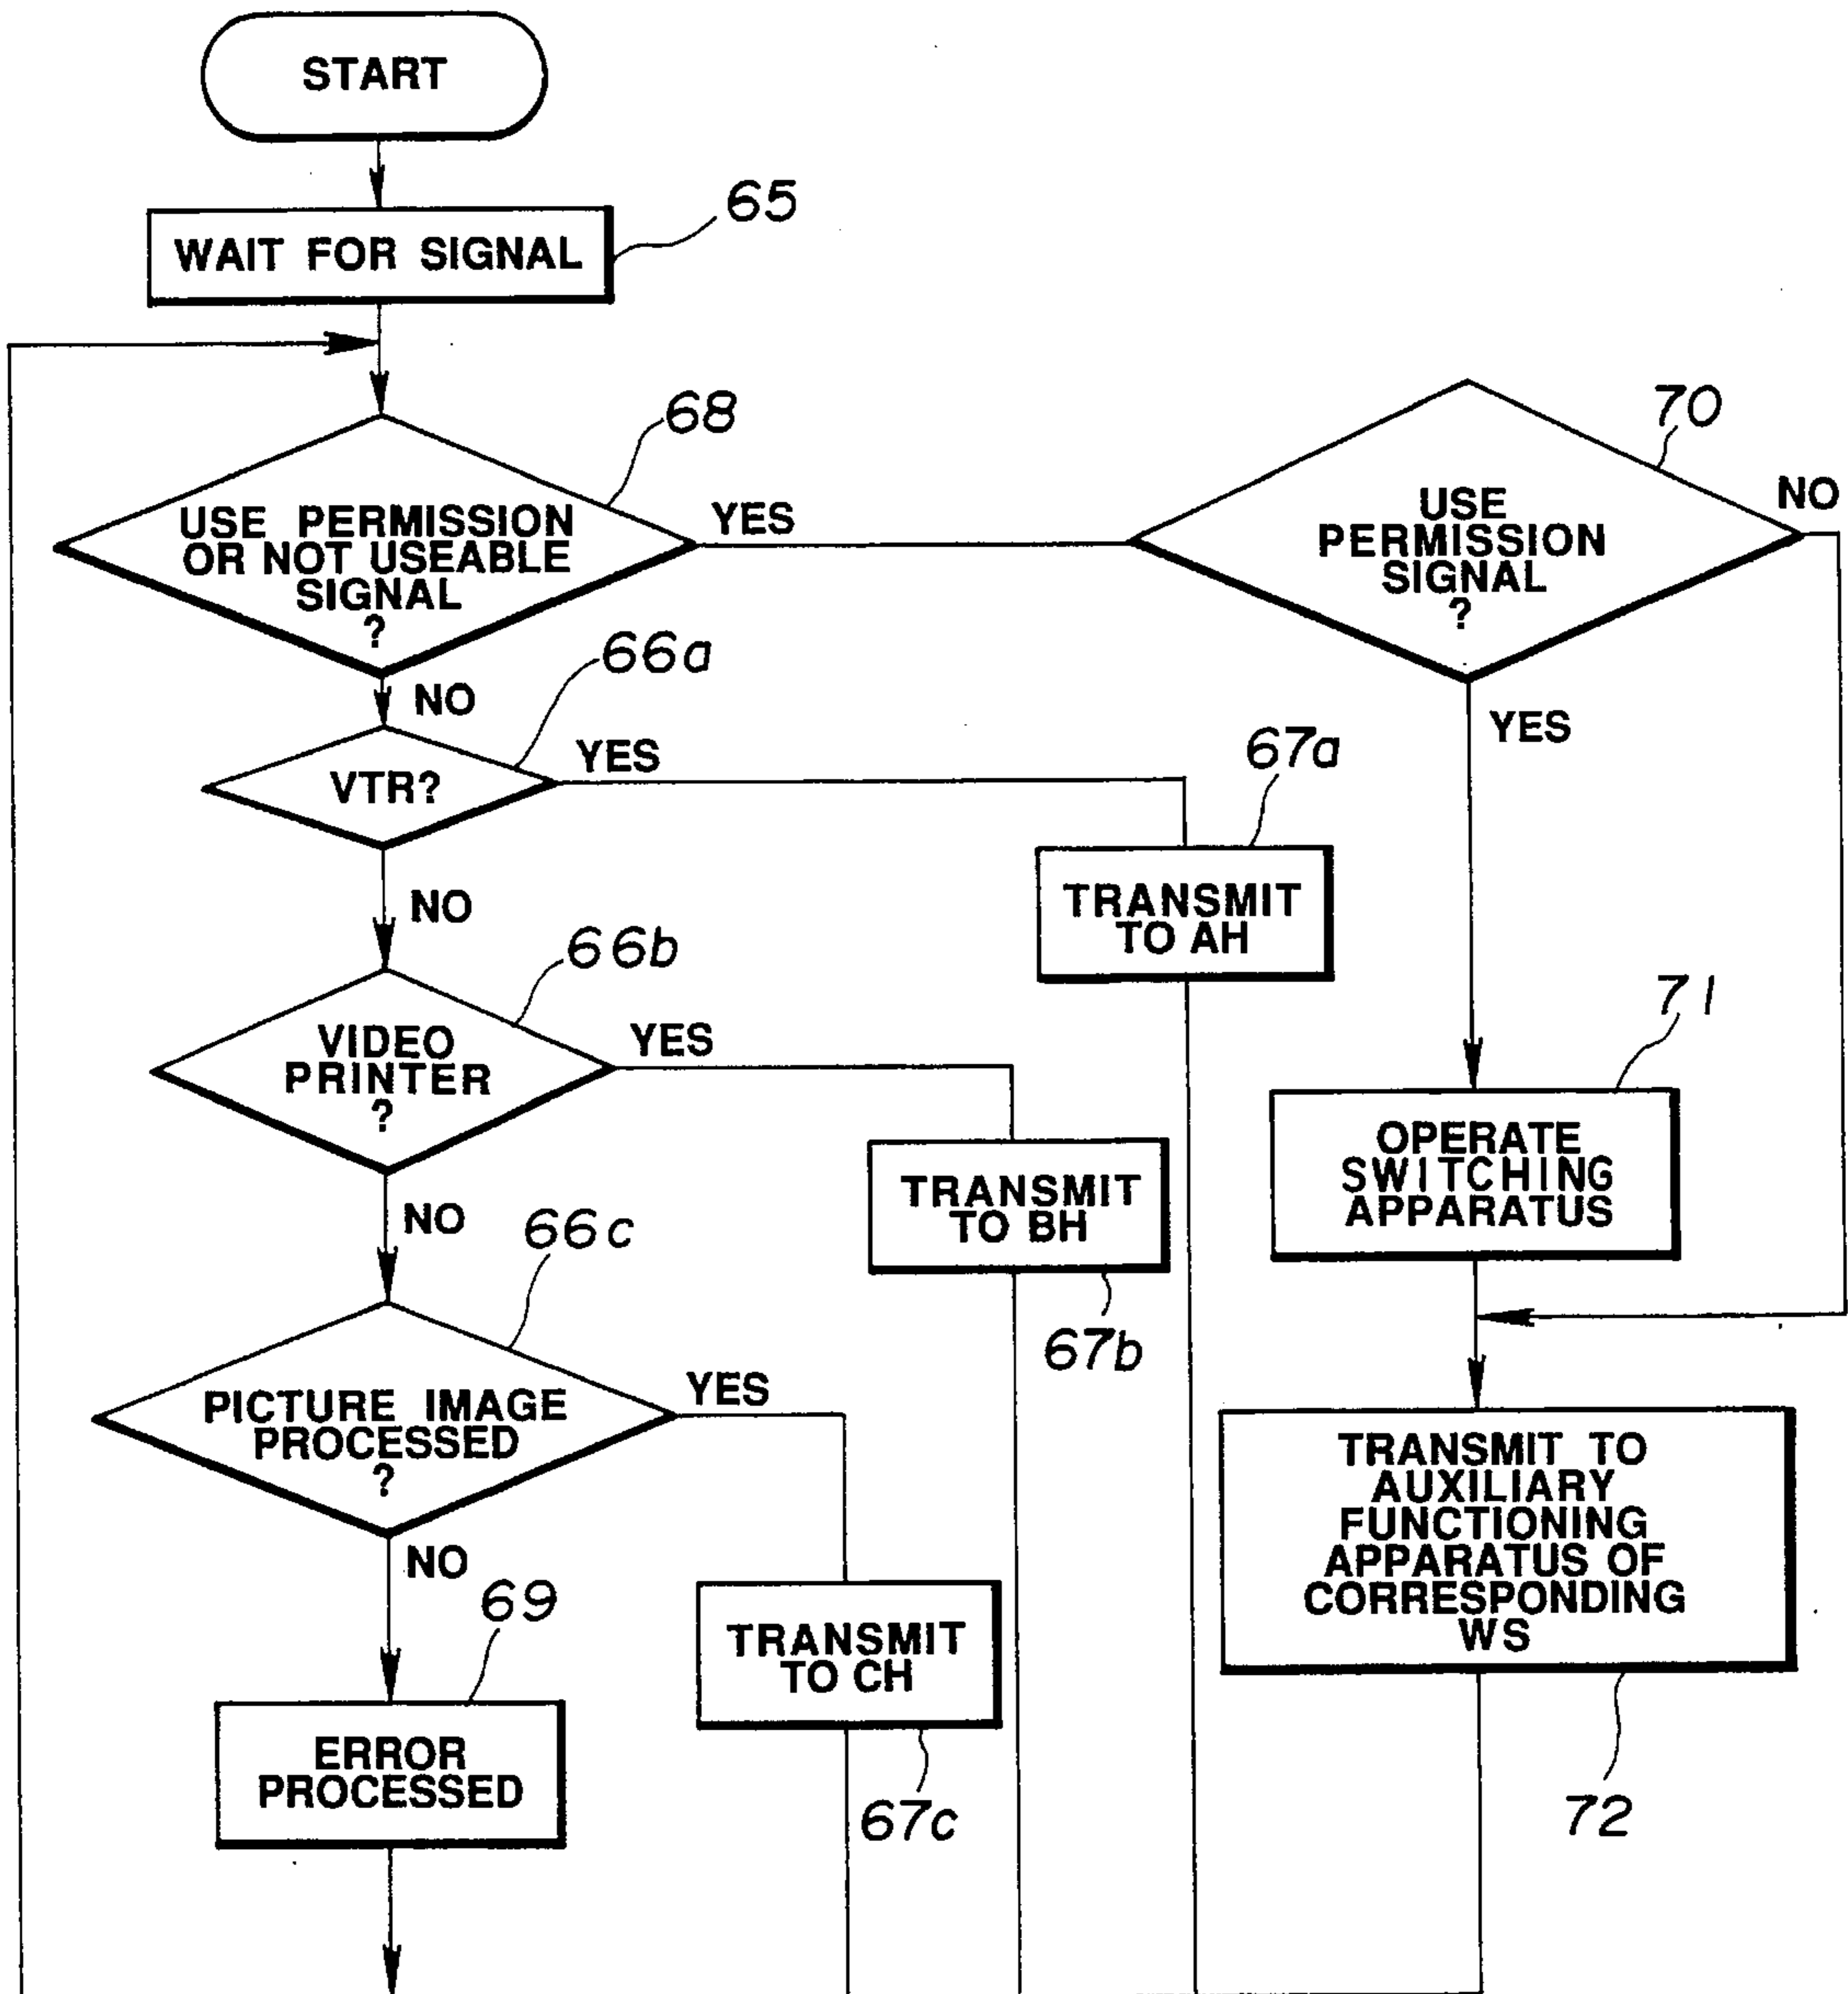 START
WAIT FOR SIGNAL
65
USE PERMISSION
OR NOT USEABLE
SIGNAL
?
68
YES
NO
USE
PERMISSION
SIGNAL
?
70
NO
YES
VTR?
66a
YES
NO
TRANSMIT
TO AH
67a
VIDEO
PRINTER
?
66b
YES
NO
TRANSMIT
TO BH
67b
OPERATE
SWITCHING
APPARATUS
71
PICTURE IMAGE
PROCESSED
?
66c
YES
NO
TRANSMIT
TO CH
67c
TRANSMIT TO
AUXILIARY
FUNCTIONING
APPARATUS OF
CORRESPONDING
WS
72
ERROR
PROCESSED
69